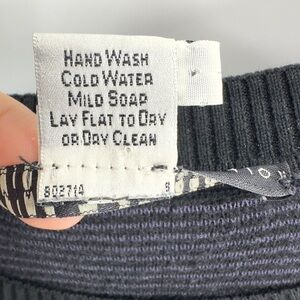 HAND WASH
COLD WATER
MILD SOAP
LAY FLAT TO DRY
OR DRY CLEAN
802714